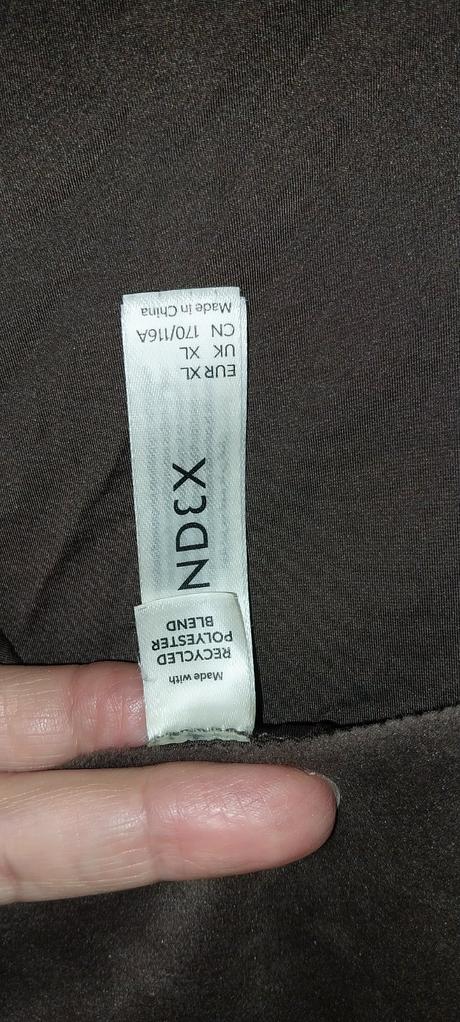 Made with
RECYCLED
POLYESTER
BLEND
NDEX
EUR XL
UK XL
CN 170/116A
Made in China